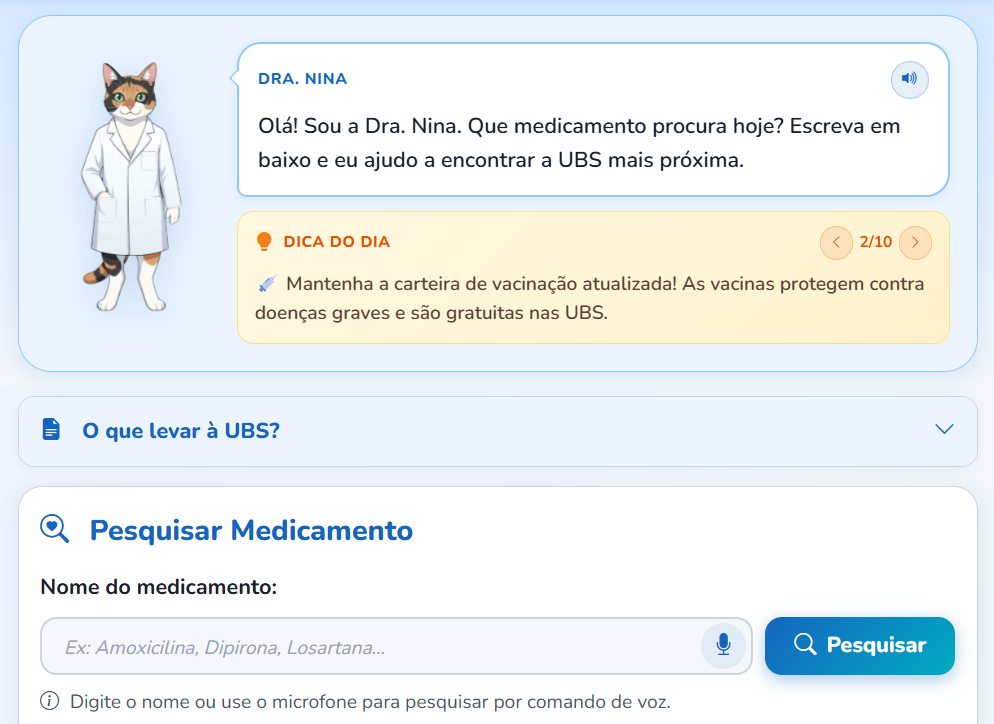 DRA. NINA
Olá! Sou a Dra. Nina. Que medicamento procura hoje? Escreva em
baixo e eu ajudo a encontrar a UBS mais próxima.
DICA DO DIA
2/10
Mantenha a carteira de vacinação atualizada! As vacinas protegem contra
doenças graves e são gratuitas nas UBS.
O que levar à UBS?
Pesquisar Medicamento
Nome do medicamento:
Ex: Amoxicilina, Dipirona, Losartana...
Pesquisar
Digite o nome ou use o microfone para pesquisar por comando de voz.